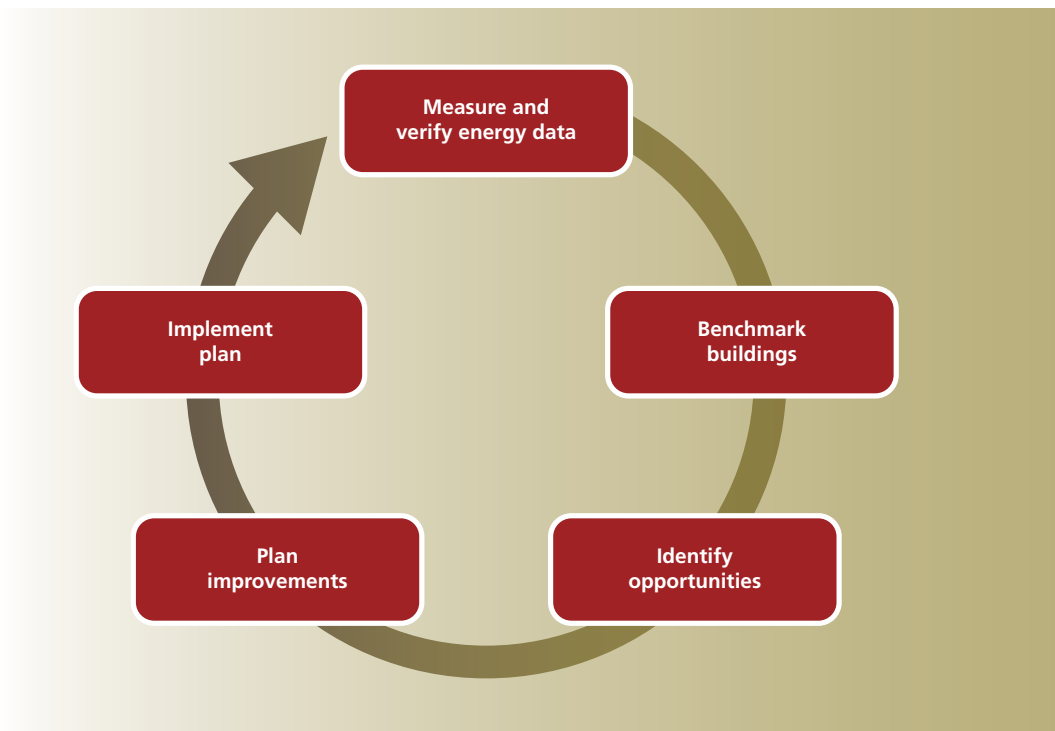 Measure and
verify energy data
Benchmark
buildings
Identify
opportunities
Plan
improvements
Implement
plan